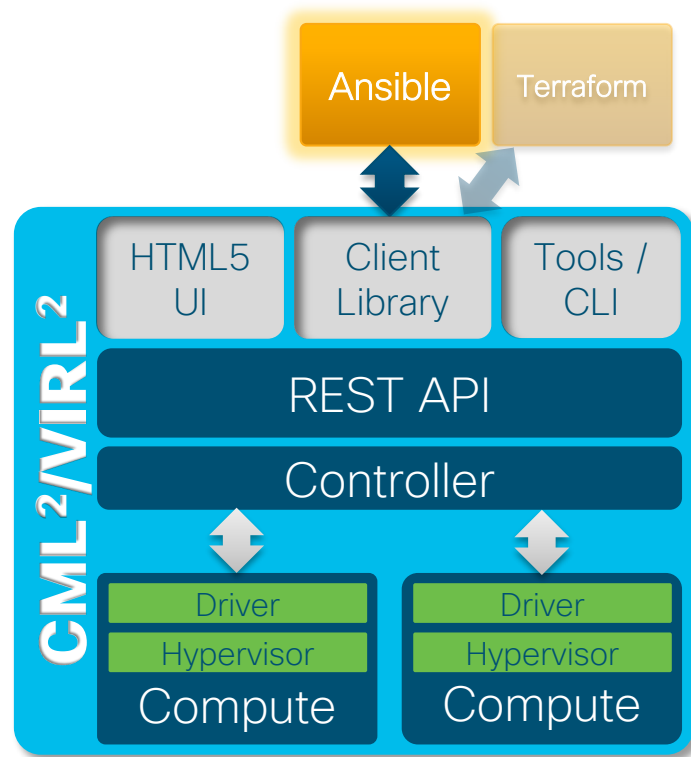 Ansible
Terraform
HTML5
UI
Client
Library
Tools /
CLI
CML²/VIRL²
REST API
Controller
Driver
Hypervisor
Compute
Driver
Hypervisor
Compute